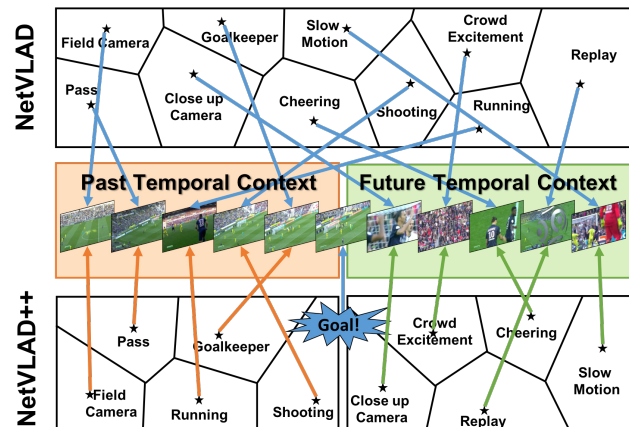 NetVLAD
Field Camera
Goalkeeper
Slow
Motion
Crowd
Excitement
Replay
Pass
Close up
Camera
Cheering
Shooting
Running
Past Temporal Context
Future Temporal Context
NetVLAD++
Pass
Goalkeeper
Goal!
Crowd
Excitement
Cheering
Field
Camera
Running
Shooting
Close up
Camera
Replay
Slow
Motion